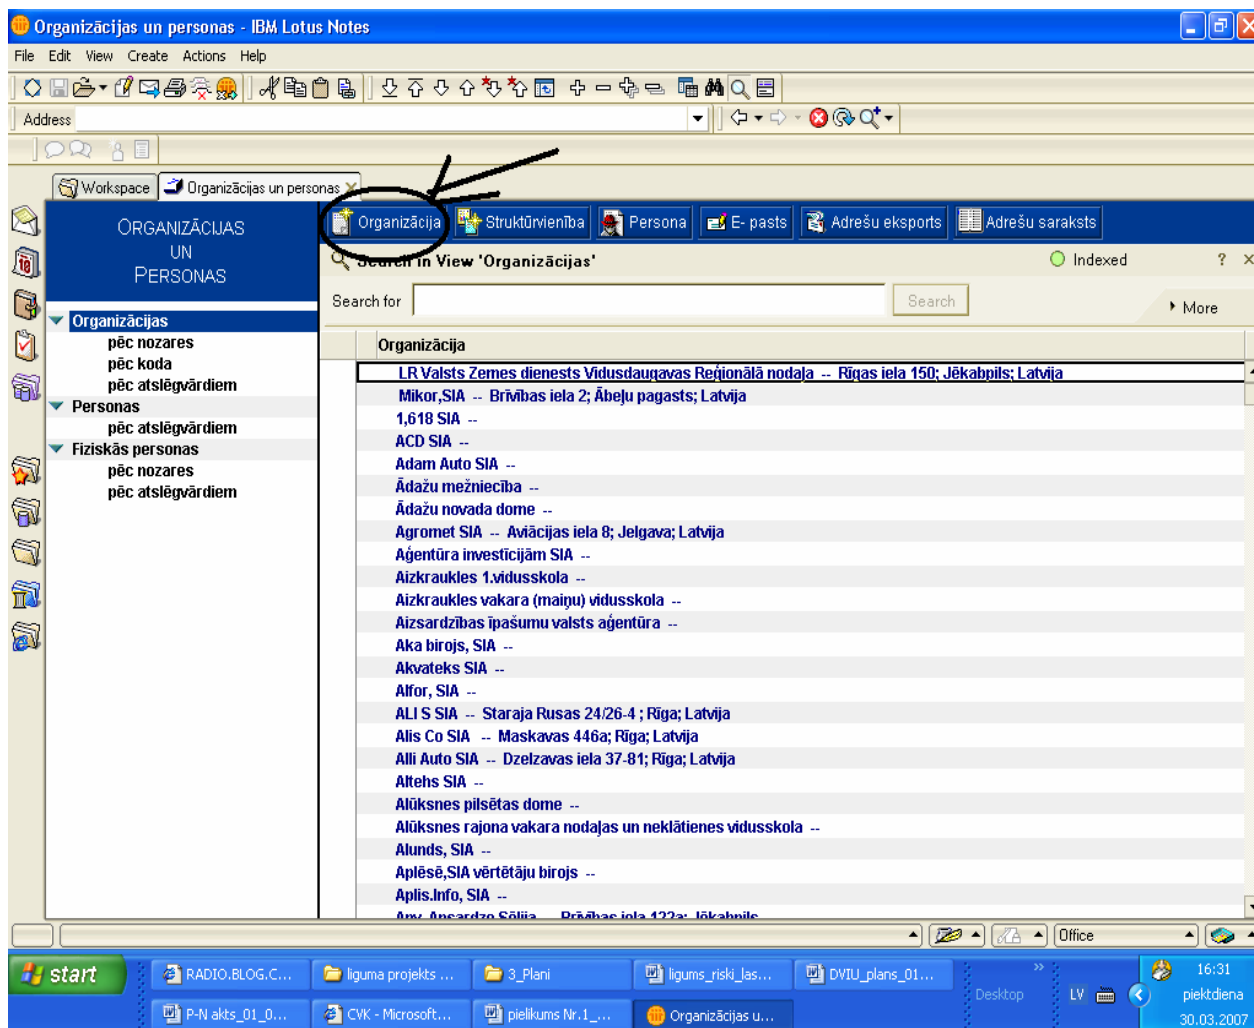 Organizācijas un personas - IBM Lotus Notes
File Edit View Create Actions Help
Address
Workspace Organizācijas un personas
ORGANIZĀCIJAS
UN
PERSONAS
Organizācija Struktūrvienība Persona E- pasts Adrešu eksports Adrešu saraksts
Search in View 'Organizācijas' Indexed ?
Search for Search More
Organizācijas
pēc nozares
pēc koda
pēc atslēgvārdiem
Personas
pēc atslēgvārdiem
Fiziskās personas
pēc nozares
pēc atslēgvārdiem
Organizācija
LR Valsts Zemes dienests Vidusdaugavas Reģionālā nodaļa -- Rīgas iela 150; Jēkabpils; Latvija
Mikor,SIA -- Brīvības iela 2; Ābeļu pagasts; Latvija
1,618 SIA --
ACD SIA --
Adam Auto SIA --
Ādažu mežniecība --
Ādažu novada dome --
Agromet SIA -- Aviācijas iela 8; Jelgava; Latvija
Aģentūra investīcijām SIA --
Aizkraukles 1.vidusskola --
Aizkraukles vakara (maiņu) vidusskola --
Aizsardzības īpašumu valsts aģentūra --
Aka birojs, SIA --
Akvateks SIA --
Alfor, SIA --
ALI S SIA -- Staraja Rusas 24/26-4 ; Rīga; Latvija
Alis Co SIA -- Maskavas 446a; Rīga; Latvija
Alli Auto SIA -- Dzelzavas iela 37-81; Rīga; Latvija
Altehs SIA --
Alūksnes pilsētas dome --
Alūksnes rajona vakara nodaļas un neklātienes vidusskola --
Alunds, SIA --
Aplēsē,SIA vērtētāju birojs --
Aplis.Info, SIA --
Brīvības iela 122a; Jēkabpils
Office
start RADIO.BLOG.C... liguma projekts ... 3_Plani ligums_riski_las... DVIU_plans_01... 16:31
Desktop LV piektdiena
P-N akts_01_0... CVK - Microsoft... pielikums Nr.1_... Organizācijas u... 30.03.2007